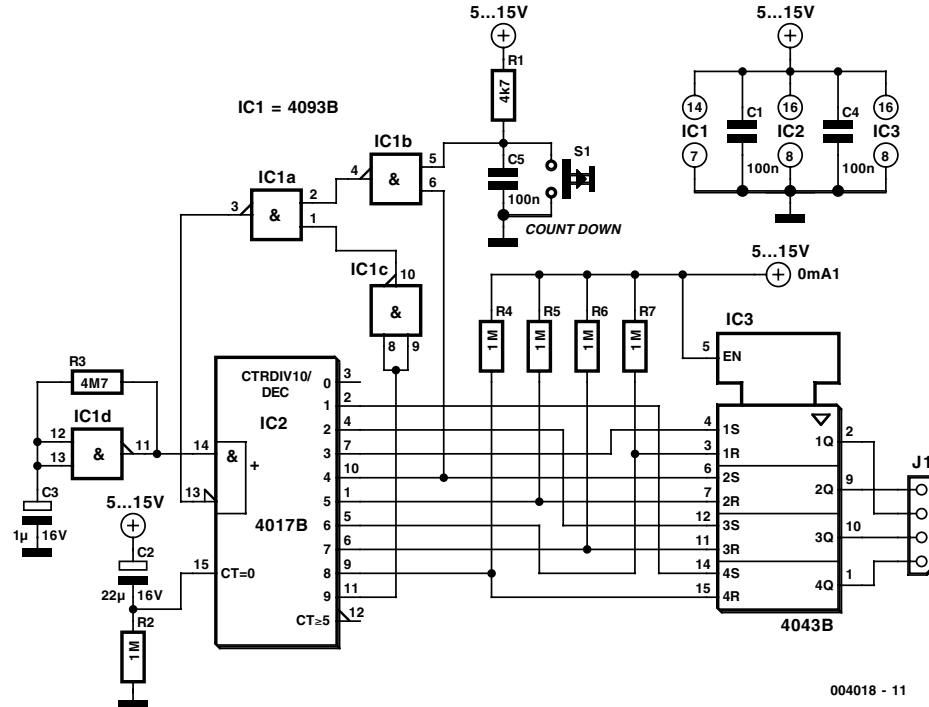 5...15V
+
R1
4k7
IC1 = 4093B
IC1b
4
&
5
6
C5
100n
S1
COUNT DOWN
IC1a
3
&
2
1
IC1c
10
&
8 9
5...15V
+
14
IC1
7
C1
100n
16
IC2
8
C4
100n
16
IC3
8
5...15V
+ 0mA1
R4
1M
R5
1M
R6
1M
R7
1M
R3
4M7
IC1d
12
13
&
11
C3
1µ 16V
5...15V
+
C2
22µ 16V
R2
1M
CTRDIV10/
DEC
IC2
14
&
+
13
4017B
15 CT=0
0 3
1 2
2 4
3 7
4 10
5 1
6 5
7 6
8 9
9 11
CT≥5 12
IC3
5 EN
4 1S
3 1R
1Q 2
6 2S
7 2R
2Q 9
12 3S
11 3R
3Q 10
14 4S
15 4R
4Q 1
4043B
J1
004018 - 11